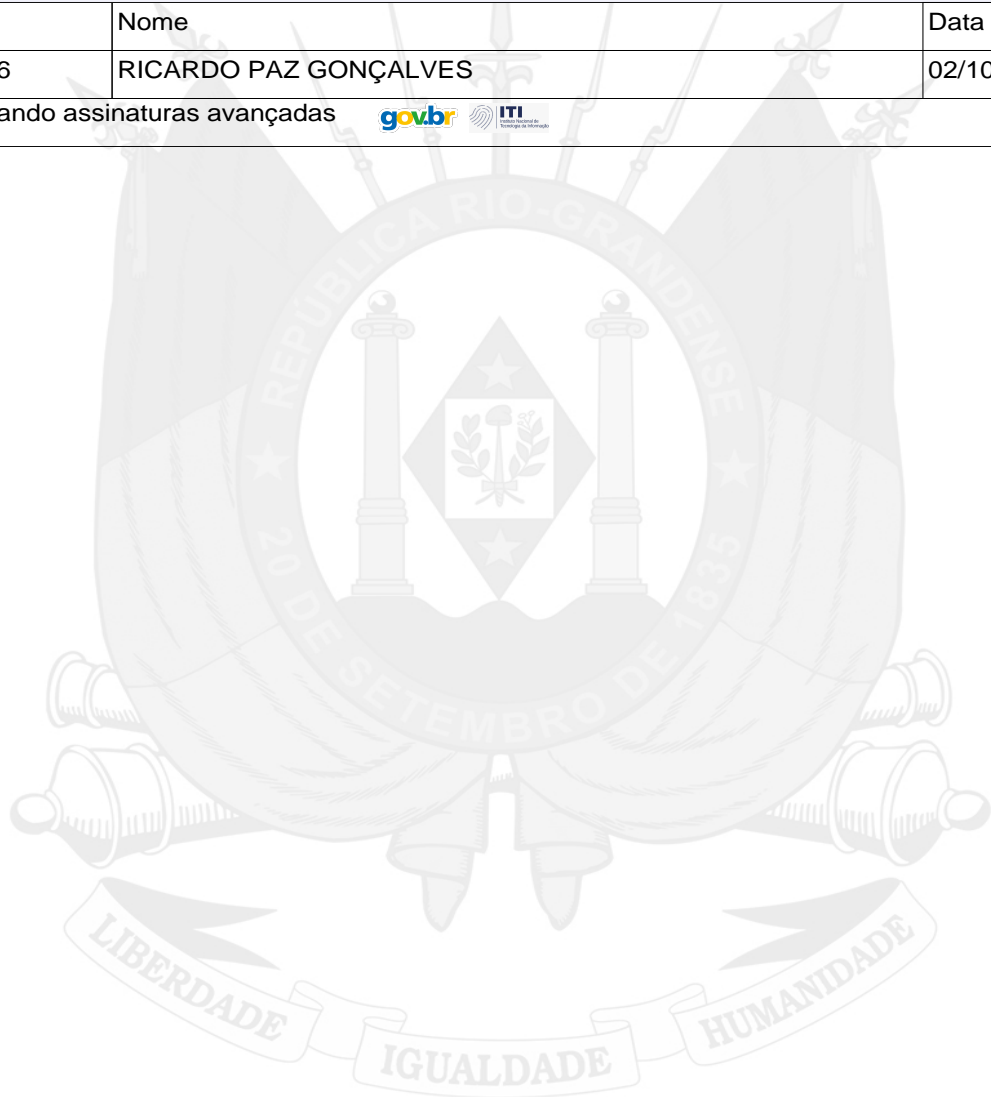 Nome Data
6 RICARDO PAZ GONÇALVES 02/10
ando assinaturas avançadas gov.br ITI
REPÚBLICA RIO-GRANDENSE
20 DE SETEMBRO DE 1835
LIBERDADE IGUALDADE HUMANIDADE